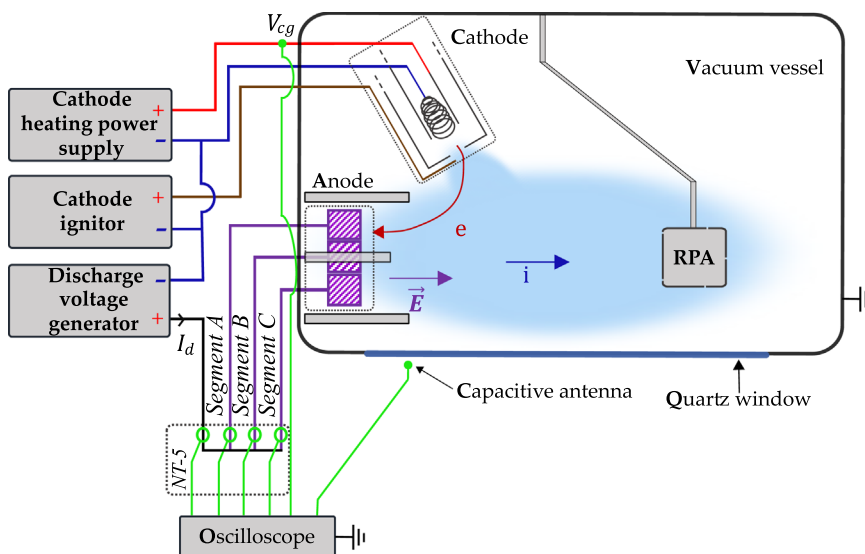 V_cg
Cathode
Vacuum vessel
Cathode
heating power
supply
+
-
Cathode
ignitor
+
-
Discharge
voltage
generator
-
+
I_d
Anode
e
E⃗
i
RPA
Segment A
Segment B
Segment C
NT-5
Capacitive antenna
Quartz window
Oscilloscope